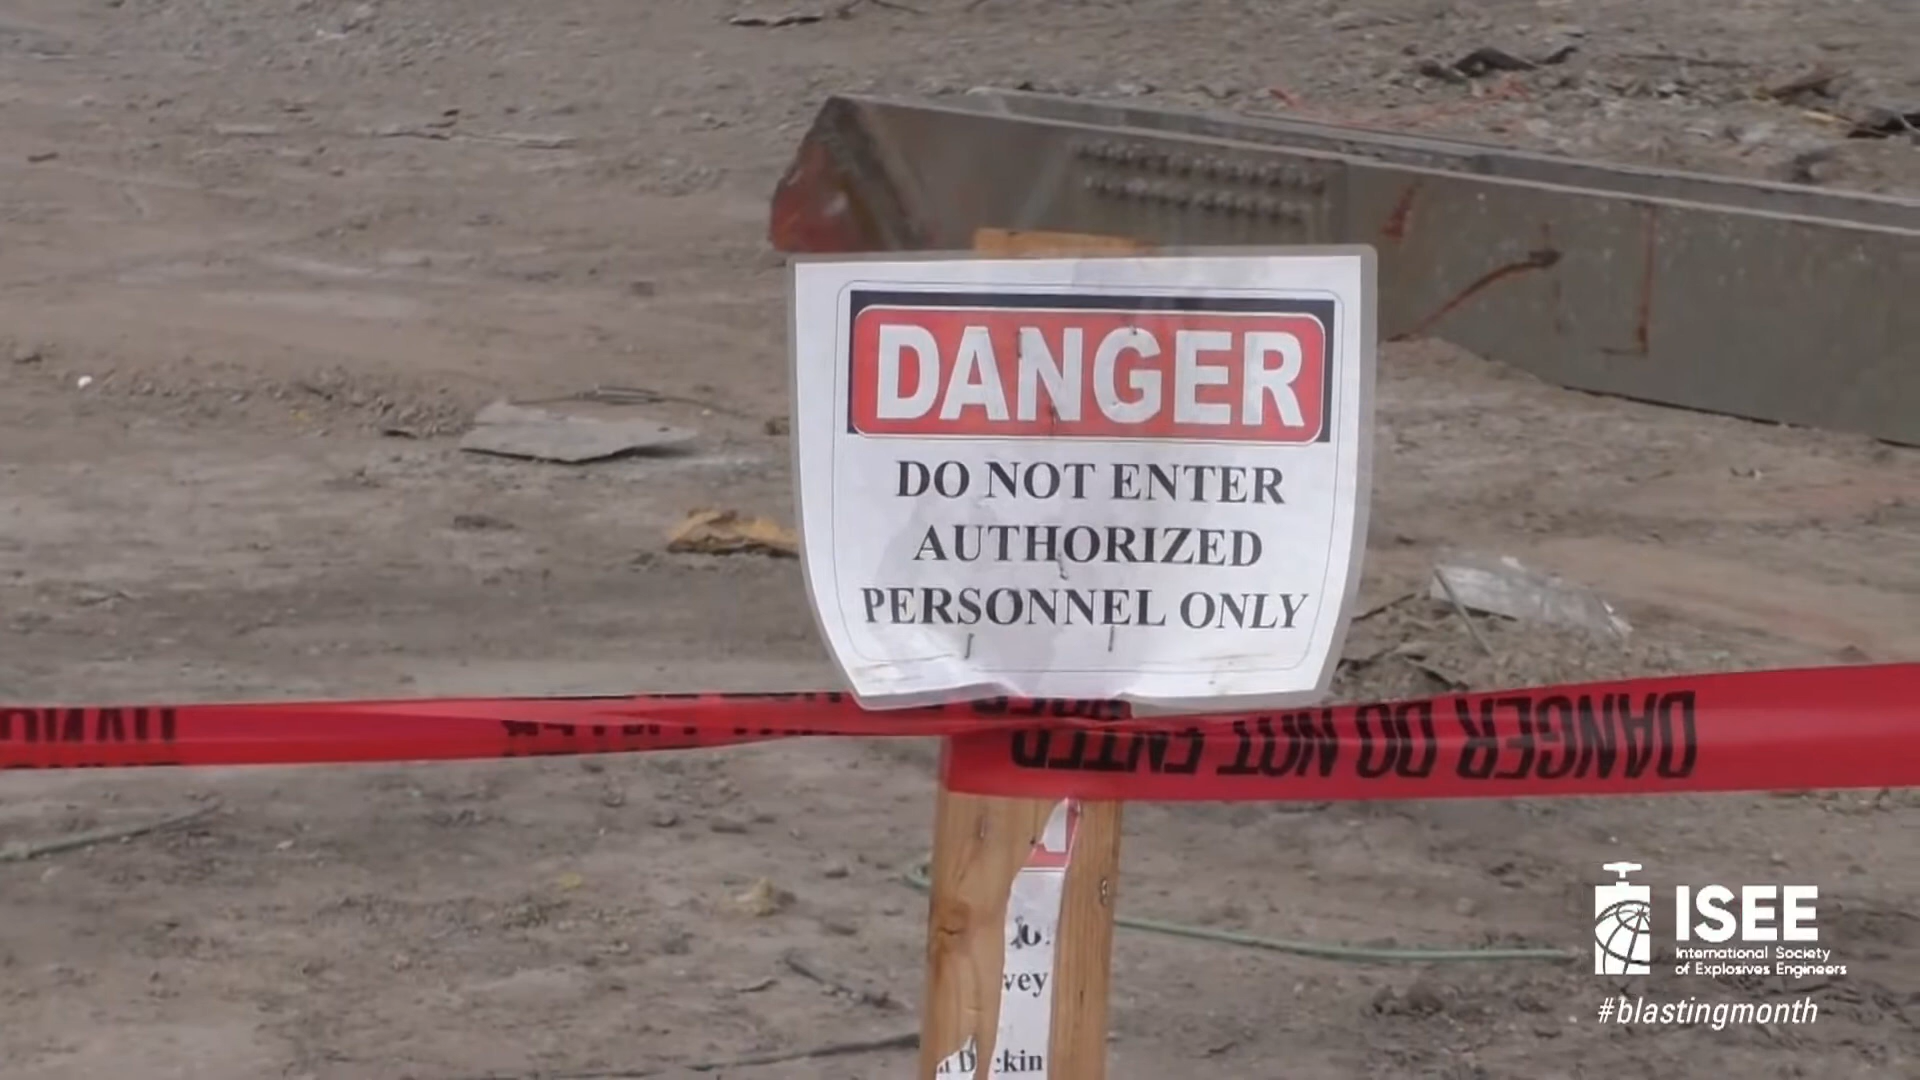 DANGER
DO NOT ENTER
AUTHORIZED
PERSONNEL ONLY
DANGER DO NOT ENTER
ISEE
International Society
of Explosives Engineers
#blastingmonth